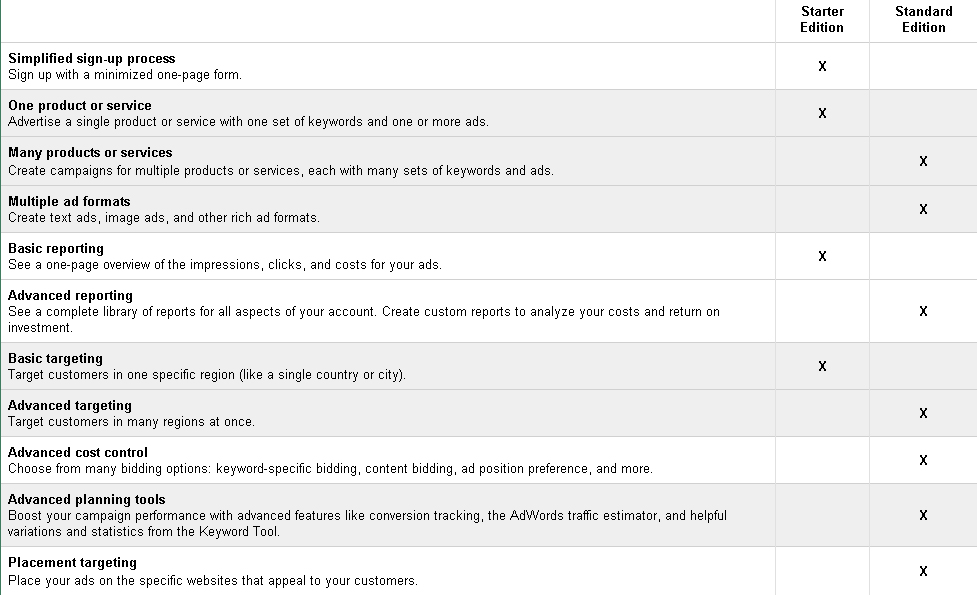 Starter Standard
Edition Edition
Simplified sign-up process
Sign up with a minimized one-page form.
X
One product or service
Advertise a single product or service with one set of keywords and one or more ads.
X
Many products or services
Create campaigns for multiple products or services, each with many sets of keywords and ads.
X
Multiple ad formats
Create text ads, image ads, and other rich ad formats.
X
Basic reporting
See a one-page overview of the impressions, clicks, and costs for your ads.
X
Advanced reporting
See a complete library of reports for all aspects of your account. Create custom reports to analyze your costs and return on
investment.
X
Basic targeting
Target customers in one specific region (like a single country or city).
X
Advanced targeting
Target customers in many regions at once.
X
Advanced cost control
Choose from many bidding options: keyword-specific bidding, content bidding, ad position preference, and more.
X
Advanced planning tools
Boost your campaign performance with advanced features like conversion tracking, the AdWords traffic estimator, and helpful
variations and statistics from the Keyword Tool.
X
Placement targeting
Place your ads on the specific websites that appeal to your customers.
X